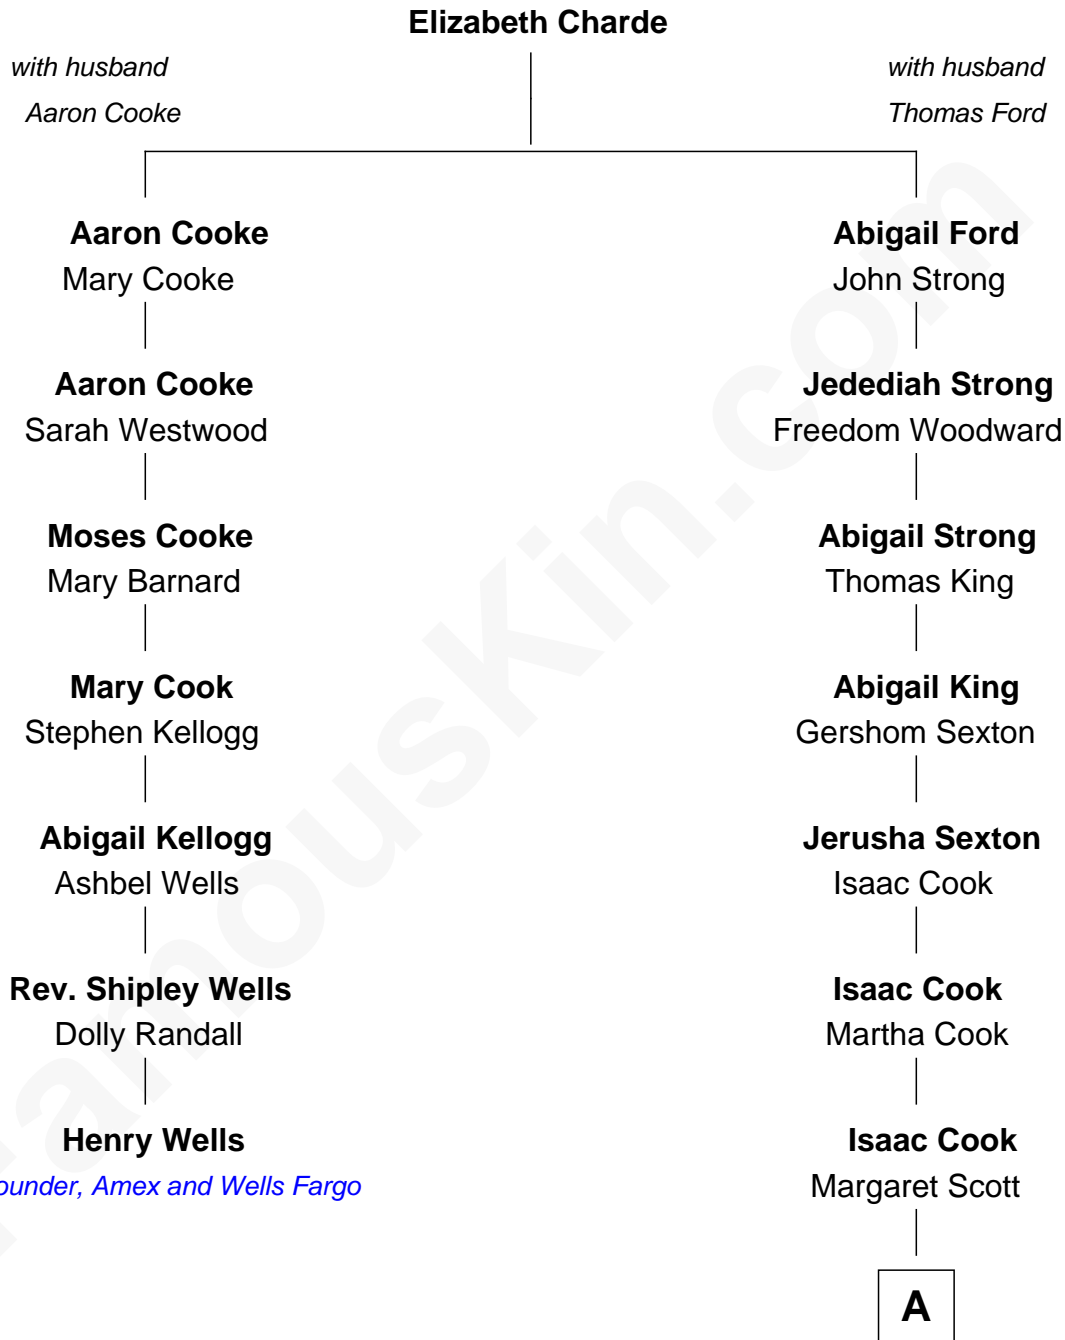 Elizabeth Charde
with husband
Aaron Cooke
with husband
Thomas Ford
Aaron Cooke
Mary Cooke
Abigail Ford
John Strong
Aaron Cooke
Sarah Westwood
Jedediah Strong
Freedom Woodward
Moses Cooke
Mary Barnard
Abigail Strong
Thomas King
Mary Cook
Stephen Kellogg
Abigail King
Gershom Sexton
Abigail Kellogg
Ashbel Wells
Jerusha Sexton
Isaac Cook
Rev. Shipley Wells
Dolly Randall
Isaac Cook
Martha Cook
Henry Wells
ounder, Amex and Wells Fargo
Isaac Cook
Margaret Scott
A
FamousKin.com